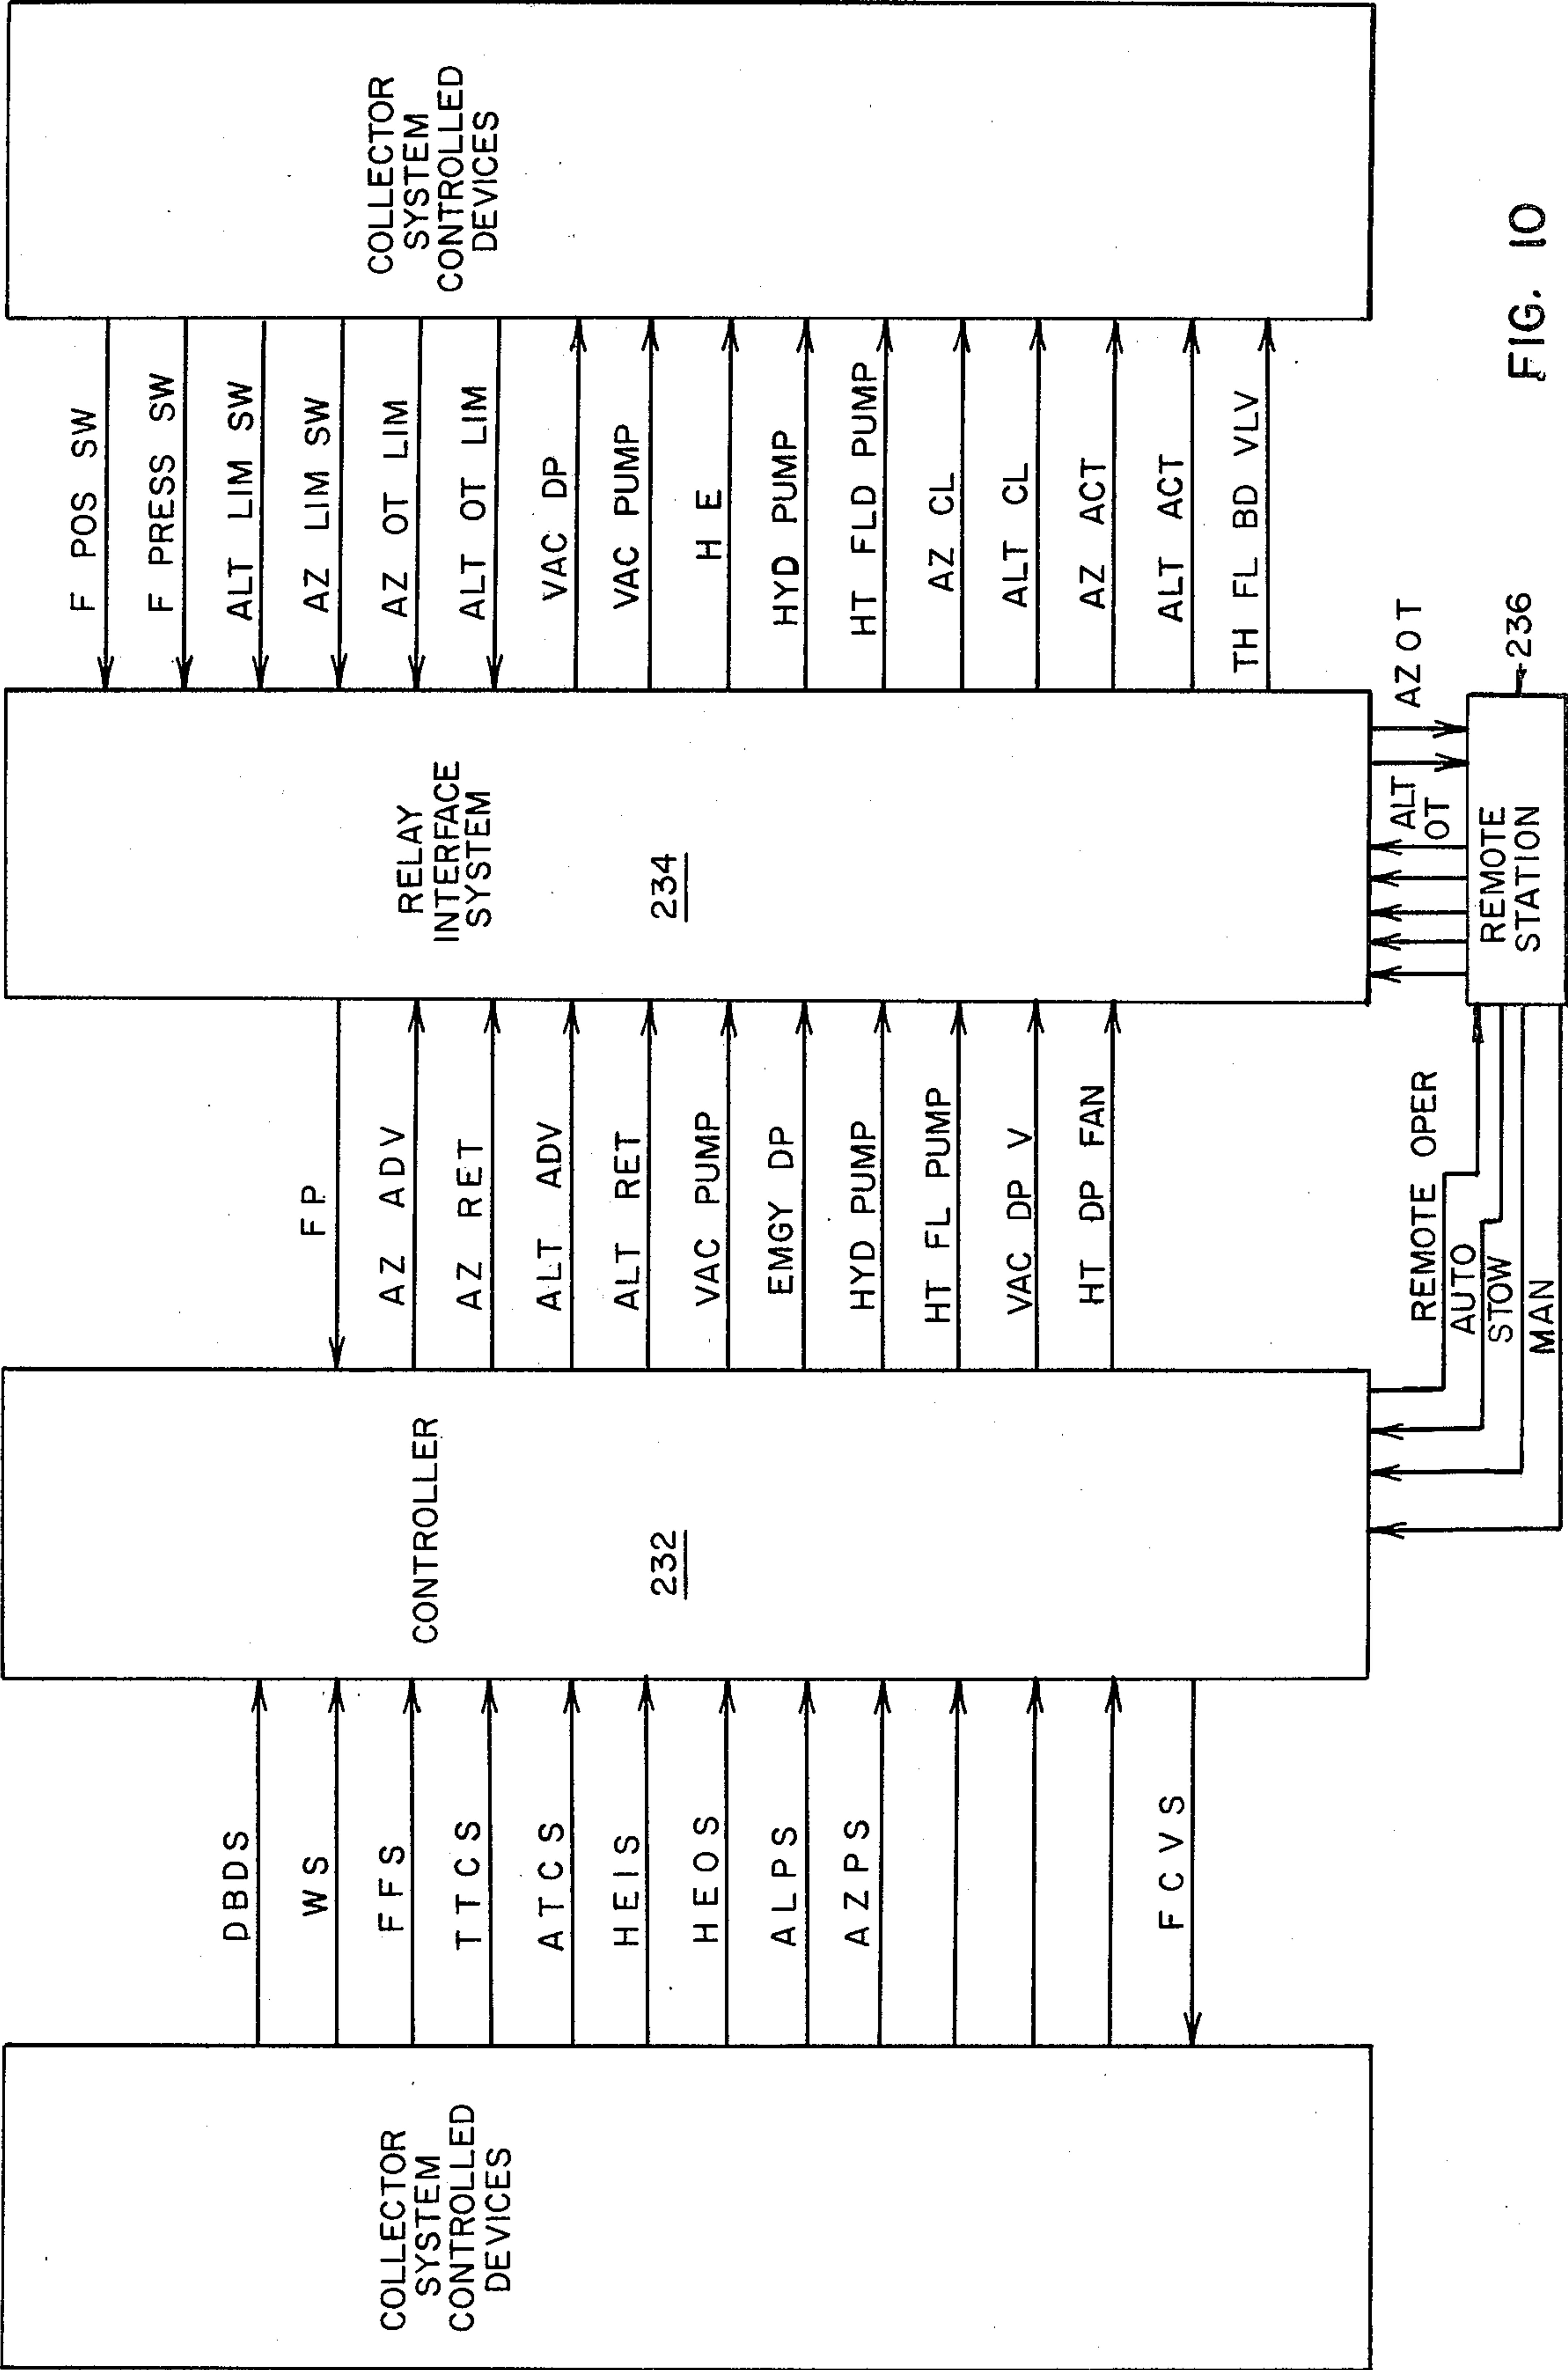 COLLECTOR
SYSTEM
CONTROLLED
DEVICES
DBDS
WS
FFS
TTCS
ATCS
HEIS
HEOS
ALPS
AZPS
FCVS
CONTROLLER
232
FP
AZ ADV
AZ RET
ALT ADV
ALT RET
VAC PUMP
EMGY DP
HYD PUMP
HT FL PUMP
VAC DP V
HT DP FAN
REMOTE OPER
AUTO
STOW
MAN
RELAY
INTERFACE
SYSTEM
234
ALT
OT
AZOT
REMOTE
STATION
236
F POS SW
F PRESS SW
ALT LIM SW
AZ LIM SW
AZ OT LIM
ALT OT LIM
VAC DP
VAC PUMP
H E
HYD PUMP
HT FLD PUMP
AZ CL
ALT CL
AZ ACT
ALT ACT
TH FL BD VLV
COLLECTOR
SYSTEM
CONTROLLED
DEVICES
FIG. 10